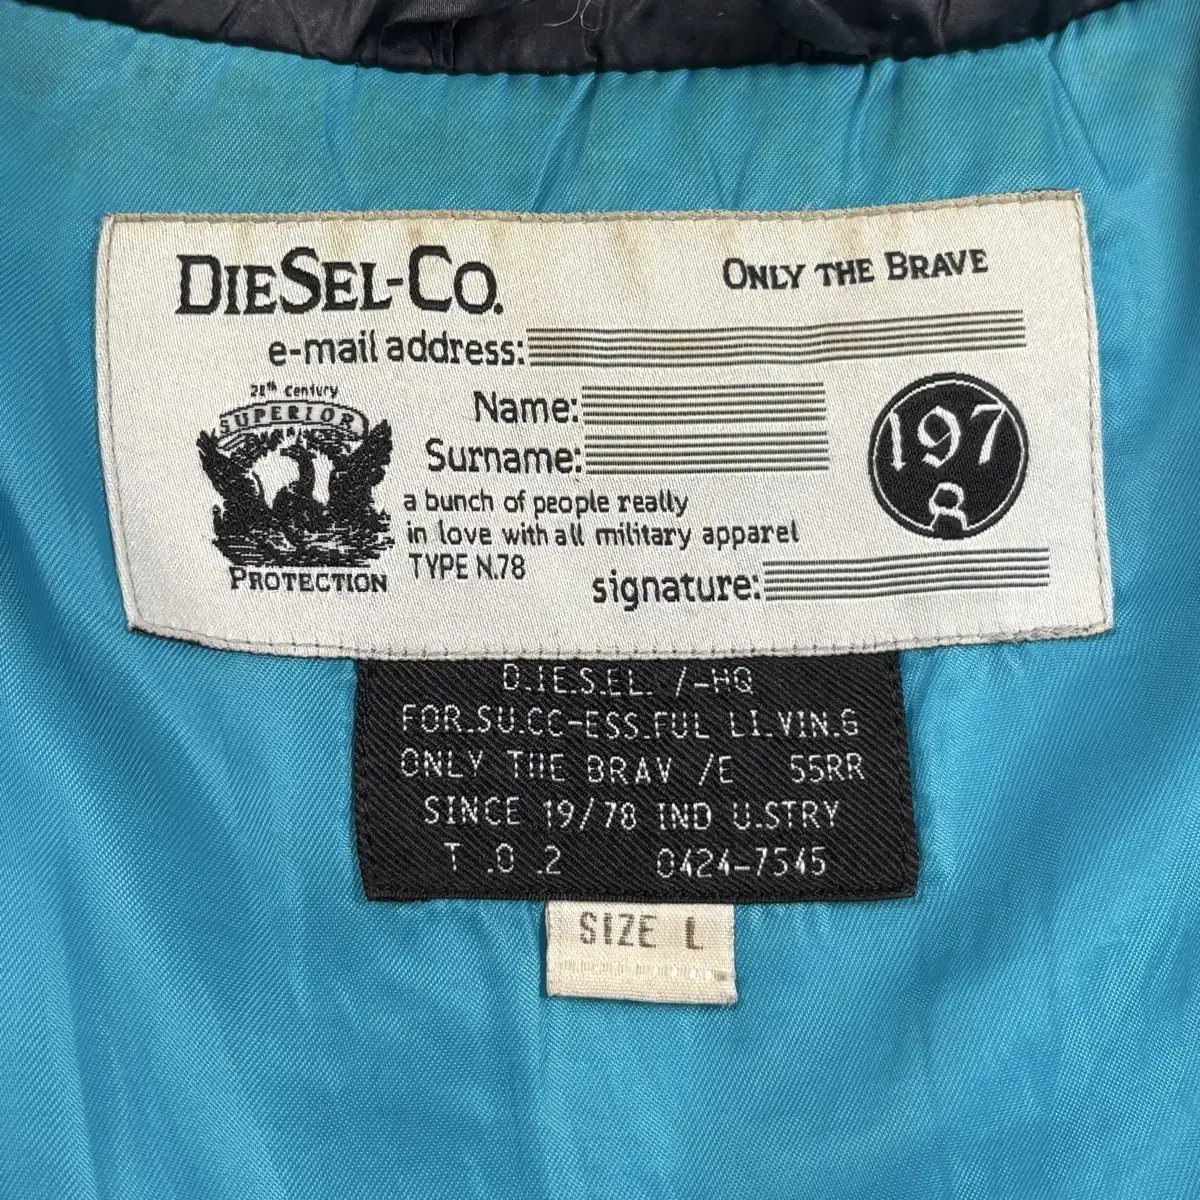 DIESEL-CO.
ONLY THE BRAVE
e-mail address:
20th century
SUPERIOR
Name:
Surname:
197
8
a bunch of people really
in love with all military apparel
TYPE N.78
PROTECTION
signature:
D.IE.S.EL. /-HQ
FOR.SU.CC-ESS.FUL LI.VIN.G
ONLY THE BRAV /E 55RR
SINCE 19/78 IND U.STRY
T .O .2 0424-7545
SIZE L